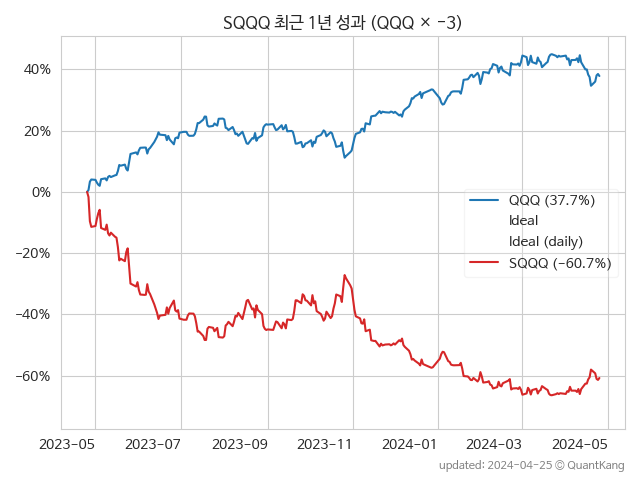 SQQQ 최근 1년 성과 (QQQ × −3)
40%
20%
0%
−20%
−40%
−60%
QQQ (37.7%)
Ideal
Ideal (daily)
SQQQ (−60.7%)
2023-05 2023-07 2023-09 2023-11 2024-01 2024-03 2024-05
updated: 2024-04-25 © QuantKang